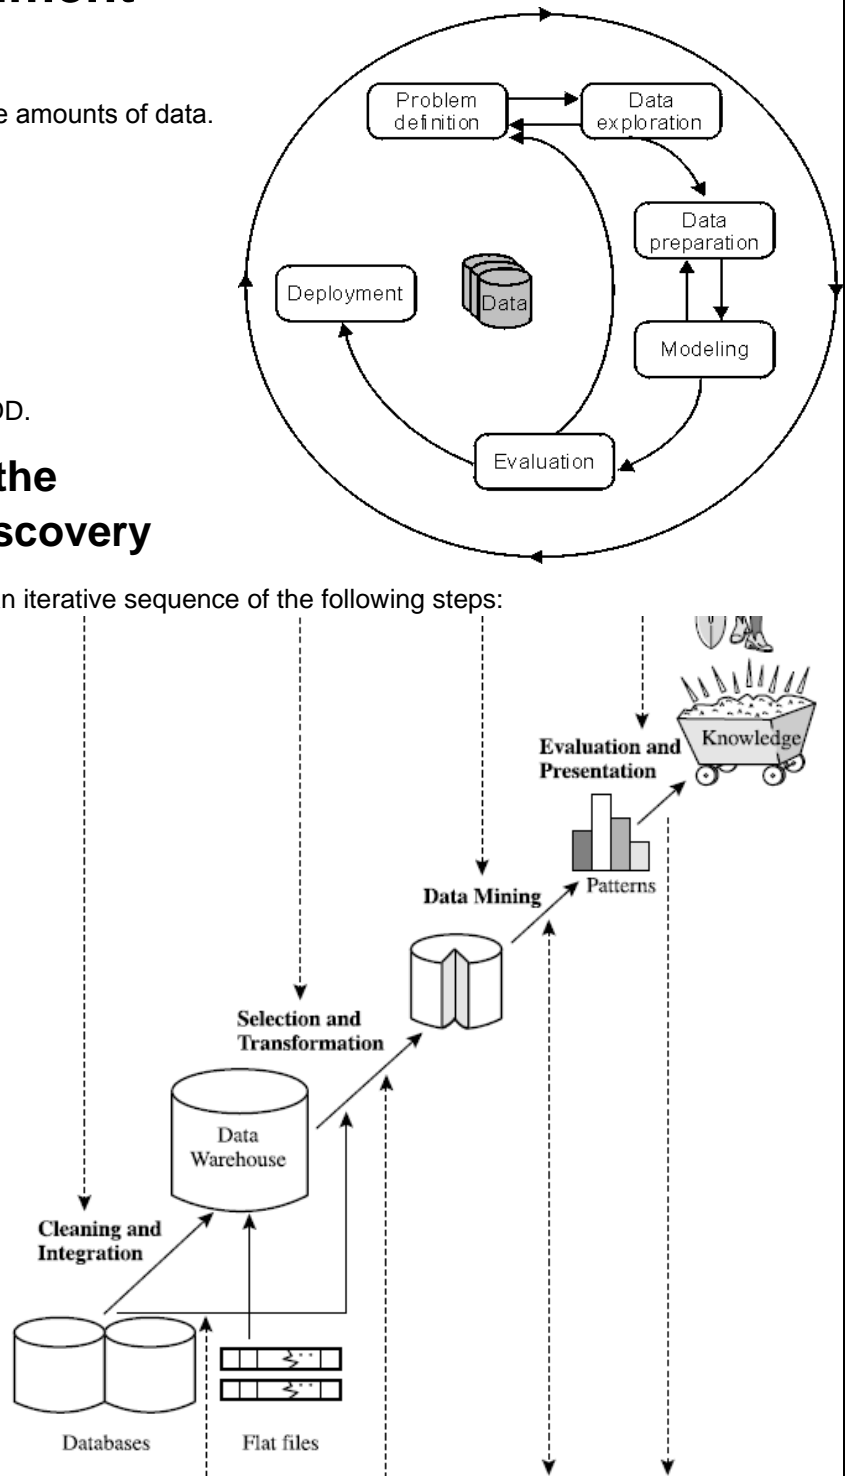 e amounts of data.
Problem
definition
Data
exploration
Data
preparation
Deployment
Data
Modeling
Evaluation
DD.
the
scovery
n iterative sequence of the following steps:
Knowledge
Evaluation and
Presentation
Patterns
Data Mining
Selection and
Transformation
Data
Warehouse
Cleaning and
Integration
Databases
Flat files